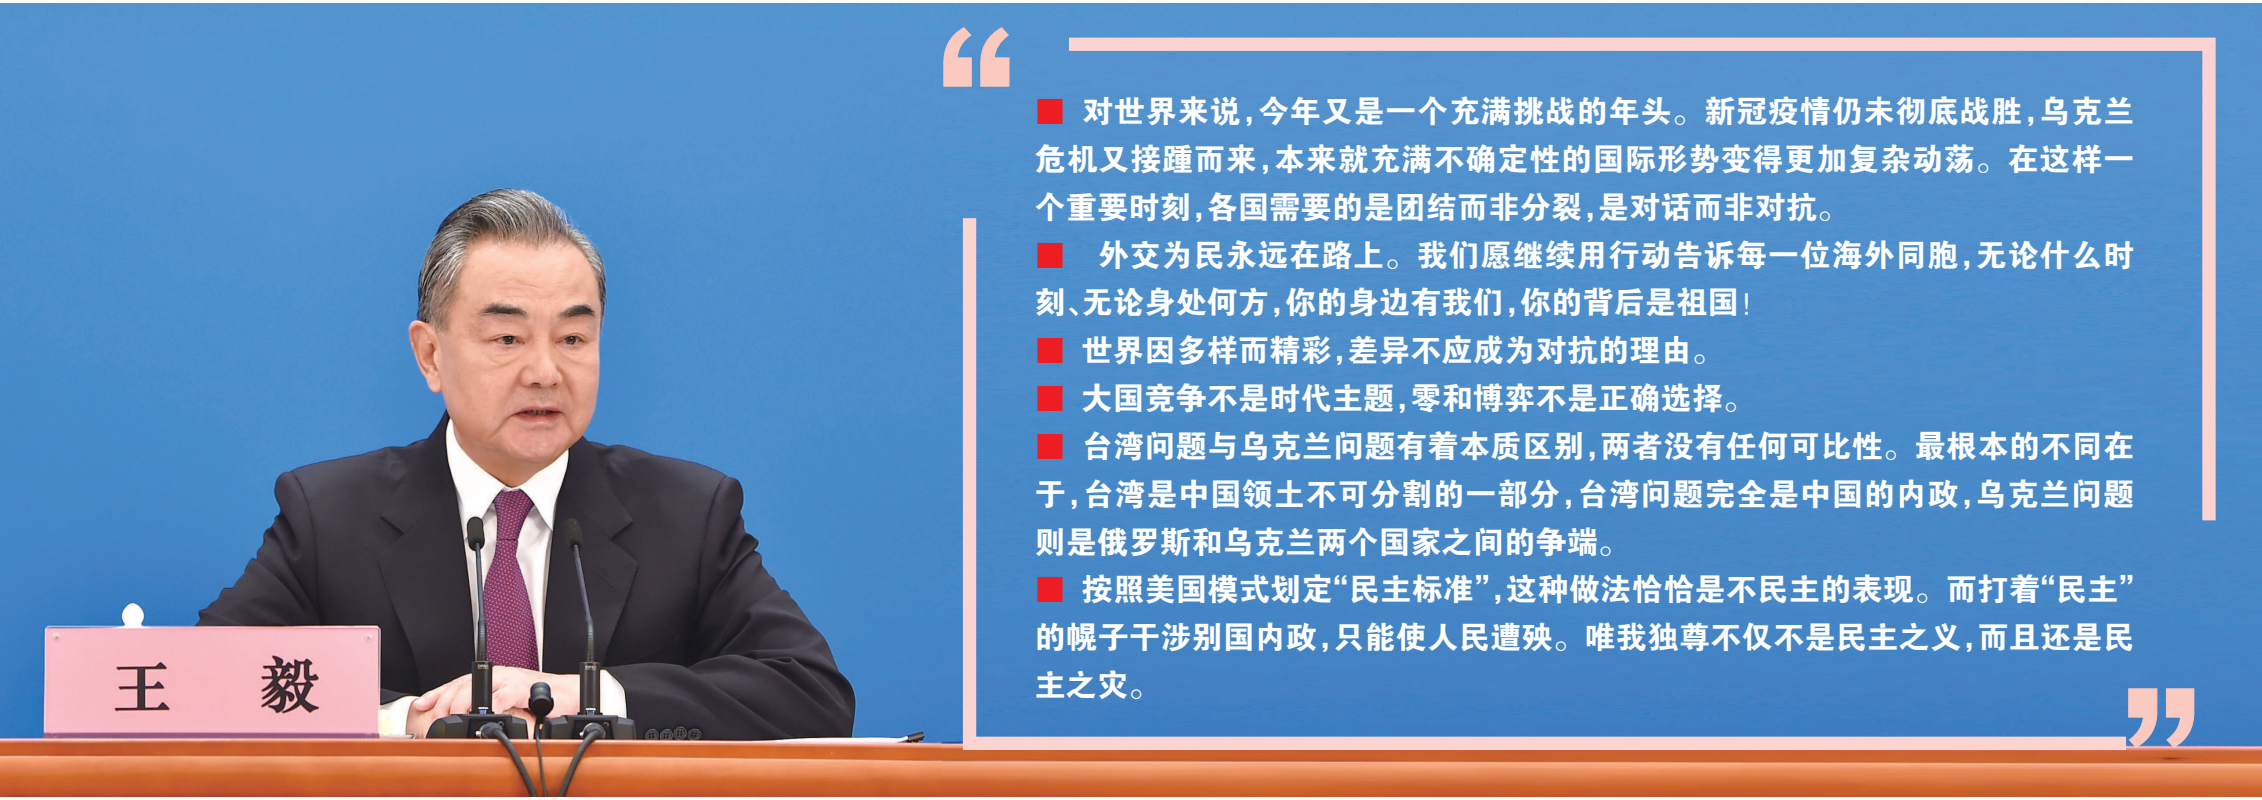 “
■ 对世界来说,今年又是一个充满挑战的年头。新冠疫情仍未彻底战胜,乌克兰
危机又接踵而来,本来就充满不确定性的国际形势变得更加复杂动荡。在这样一
个重要时刻,各国需要的是团结而非分裂,是对话而非对抗。
■ 外交为民永远在路上。我们愿继续用行动告诉每一位海外同胞,无论什么时
刻、无论身处何方,你的身边有我们,你的背后是祖国!
■ 世界因多样而精彩,差异不应成为对抗的理由。
■ 大国竞争不是时代主题,零和博弈不是正确选择。
■ 台湾问题与乌克兰问题有着本质区别,两者没有任何可比性。最根本的不同在
于,台湾是中国领土不可分割的一部分,台湾问题完全是中国的内政,乌克兰问题
则是俄罗斯和乌克兰两个国家之间的争端。
■ 按照美国模式划定“民主标准”,这种做法恰恰是不民主的表现。而打着“民主”
的幌子干涉别国内政,只能使人民遭殃。唯我独尊不仅不是民主之义,而且还是民
主之灾。
”
王 毅